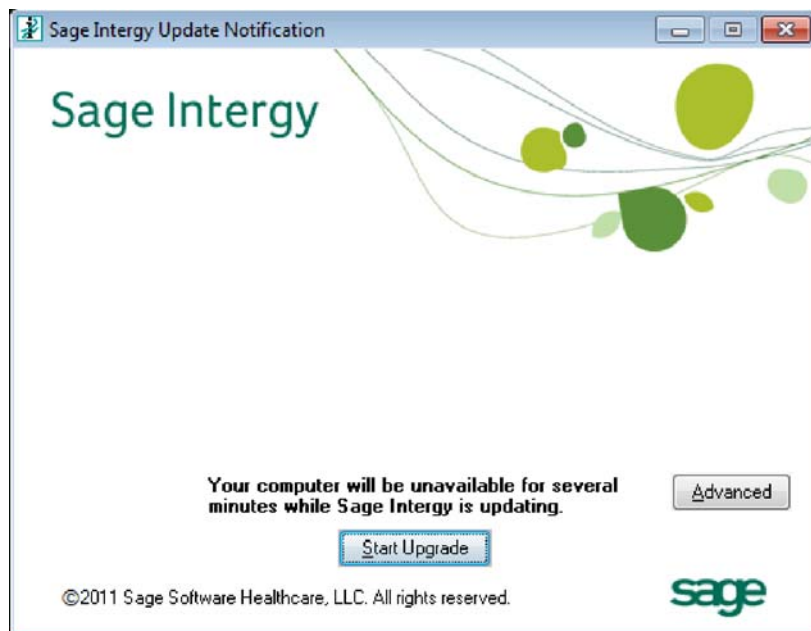 Sage Intergy Update Notification
Sage Intergy
Your computer will be unavailable for several
minutes while Sage Intergy is updating.
Advanced
Start Upgrade
©2011 Sage Software Healthcare, LLC. All rights reserved.
sage